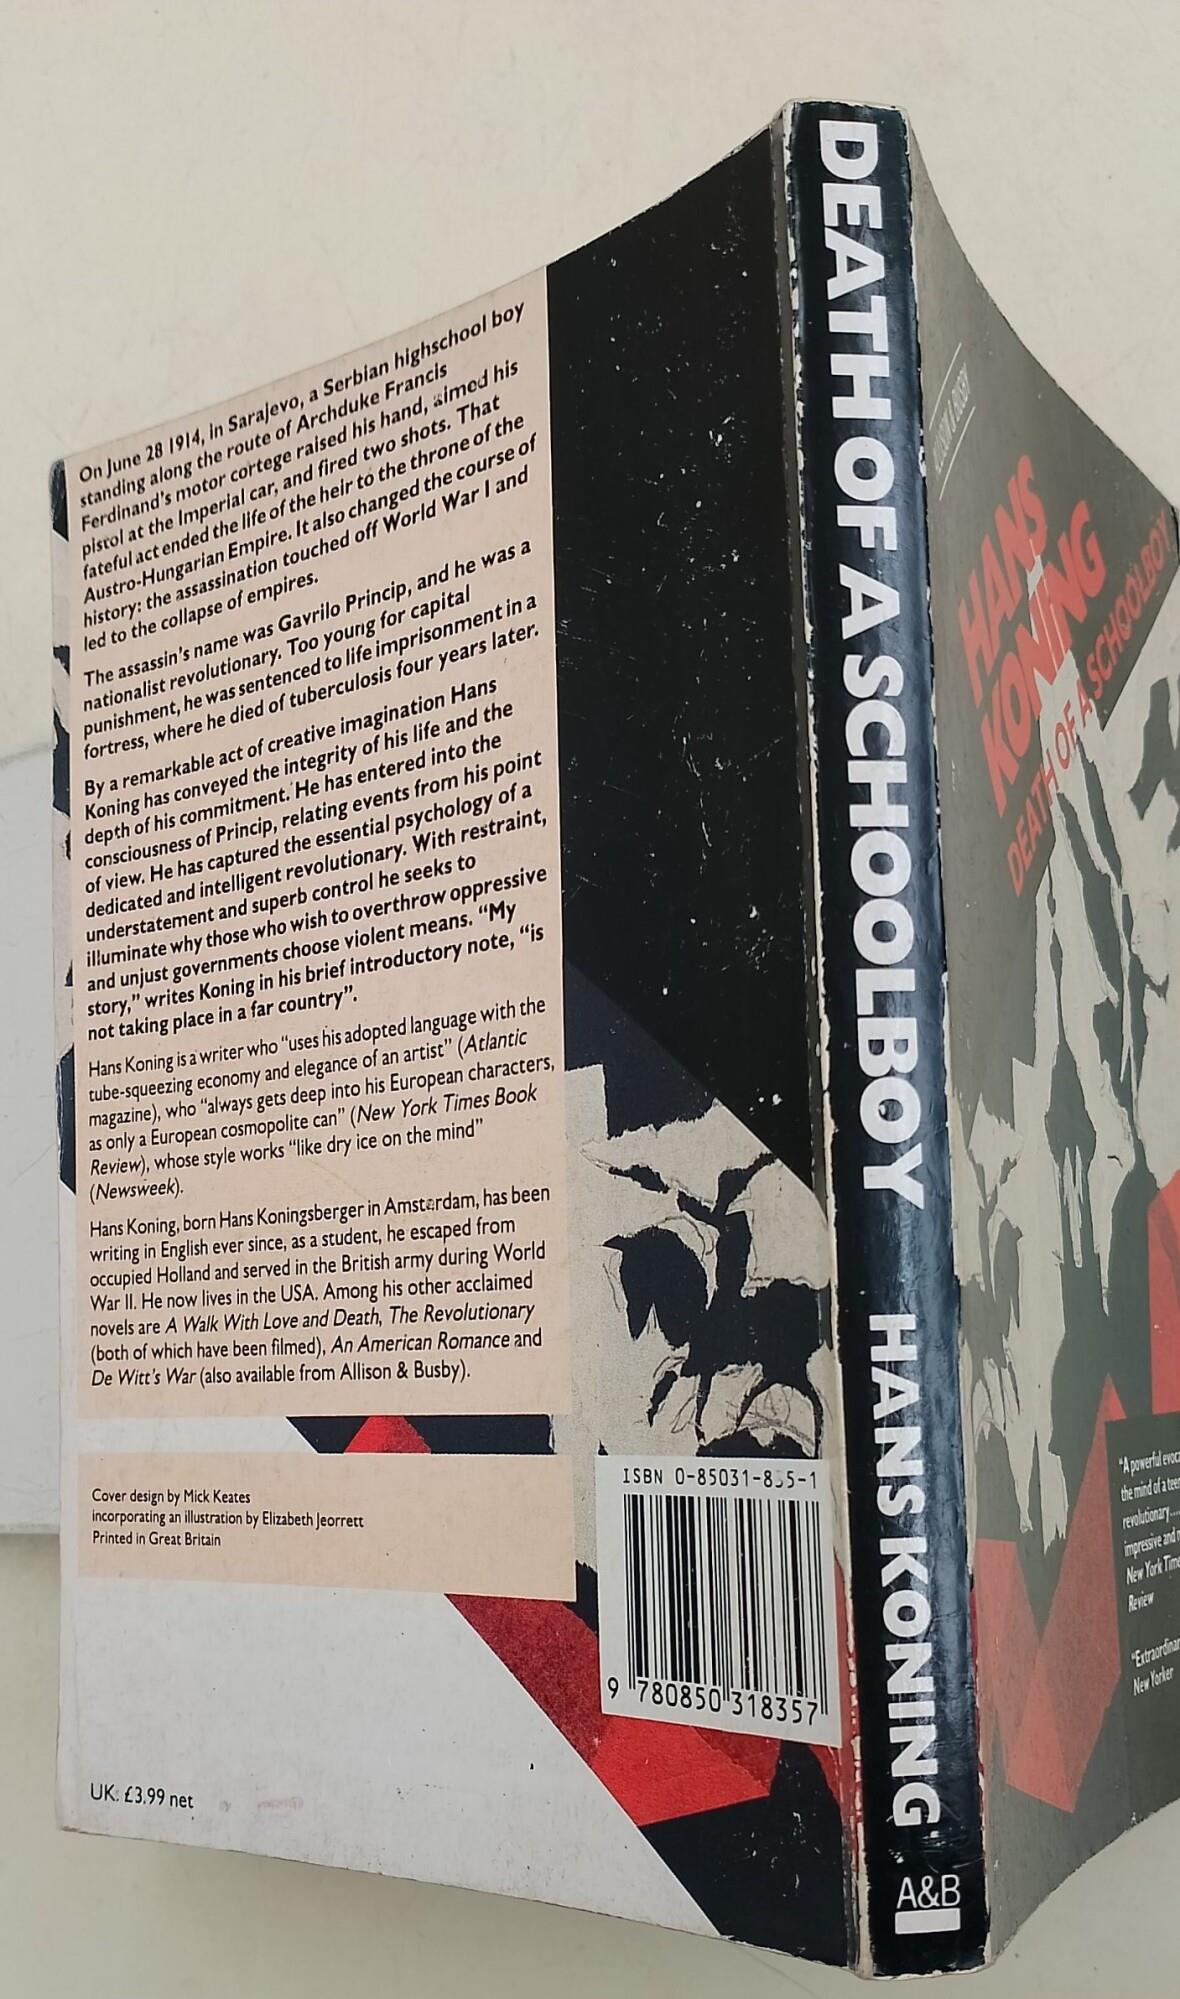 On June 28 1914, in Sarajevo, a Serbian highschool boy
standing along the route of Archduke Francis
Ferdinand's motor cortege raised his hand, aimed his
pistol at the Imperial car, and fired two shots. That
fateful act ended the life of the heir to the throne of the
Austro-Hungarian Empire. It also changed the course of
history: the assassination touched off World War I and
led to the collapse of empires.
The assassin's name was Gavrilo Princip, and he was a
nationalist revolutionary. Too young for capital
punishment, he was sentenced to life imprisonment in a
fortress, where he died of tuberculosis four years later.
By a remarkable act of creative imagination Hans
Koning has conveyed the integrity of his life and the
depth of his commitment. He has entered into the
consciousness of Princip, relating events from his point
of view. He has captured the essential psychology of a
dedicated and intelligent revolutionary. With restraint,
understatement and superb control he seeks to
illuminate why those who wish to overthrow oppressive
and unjust governments choose violent means. “My
story,” writes Koning in his brief introductory note, “is
not taking place in a far country”.
Hans Koning is a writer who “uses his adopted language with the
tube-squeezing economy and elegance of an artist” (Atlantic
magazine), who “always gets deep into his European characters,
as only a European cosmopolite can” (New York Times Book
Review), whose style works “like dry ice on the mind”
(Newsweek).
Hans Koning, born Hans Koningsberger in Amsterdam, has been
writing in English ever since, as a student, he escaped from
occupied Holland and served in the British army during World
War II. He now lives in the USA. Among his other acclaimed
novels are A Walk With Love and Death, The Revolutionary
(both of which have been filmed), An American Romance and
De Witt's War (also available from Allison & Busby).
Cover design by Mick Keates
incorporating an illustration by Elizabeth Jeorrett
Printed in Great Britain
UK: £3.99 net
ISBN 0-85031-835-1
9 780850 318357
DEATH OF A SCHOOLBOY HANS KONING
A&B
ALLISON & BUSBY
HANS
KONING
DEATH OF A SCHOOLBOY
“A powerful
the mind of a
revolutionary....
impressive and
New York
Review
New Yorker